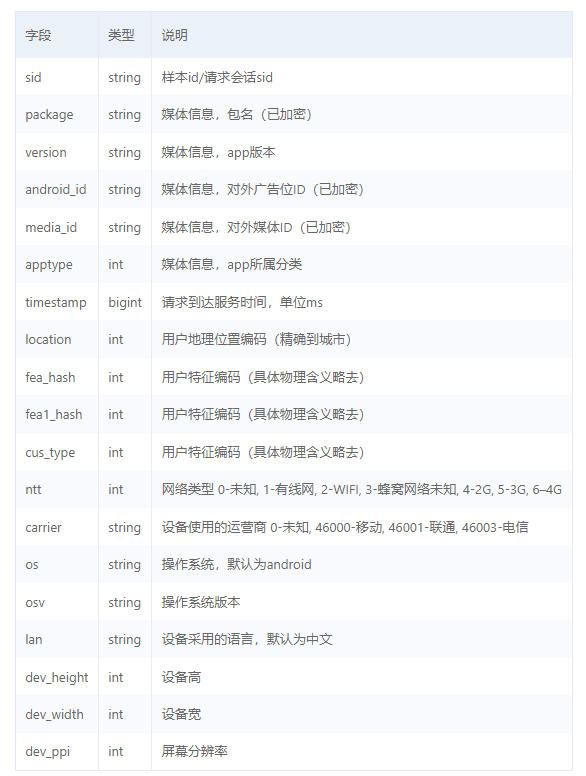 字段 类型 说明
sid string 样本id/请求会话sid
package string 媒体信息，包名（已加密）
version string 媒体信息，app版本
android_id string 媒体信息，对外广告位ID（已加密）
media_id string 媒体信息，对外媒体ID（已加密）
apptype int 媒体信息，app所属分类
timestamp bigint 请求到达服务时间，单位ms
location int 用户地理位置编码（精确到城市）
fea_hash int 用户特征编码（具体物理含义略去）
fea1_hash int 用户特征编码（具体物理含义略去）
cus_type int 用户特征编码（具体物理含义略去）
ntt int 网络类型 0-未知, 1-有线网, 2-WIFI, 3-蜂窝网络未知, 4-2G, 5-3G, 6–4G
carrier string 设备使用的运营商 0-未知, 46000-移动, 46001-联通, 46003-电信
os string 操作系统，默认为android
osv string 操作系统版本
lan string 设备采用的语言，默认为中文
dev_height int 设备高
dev_width int 设备宽
dev_ppi int 屏幕分辨率